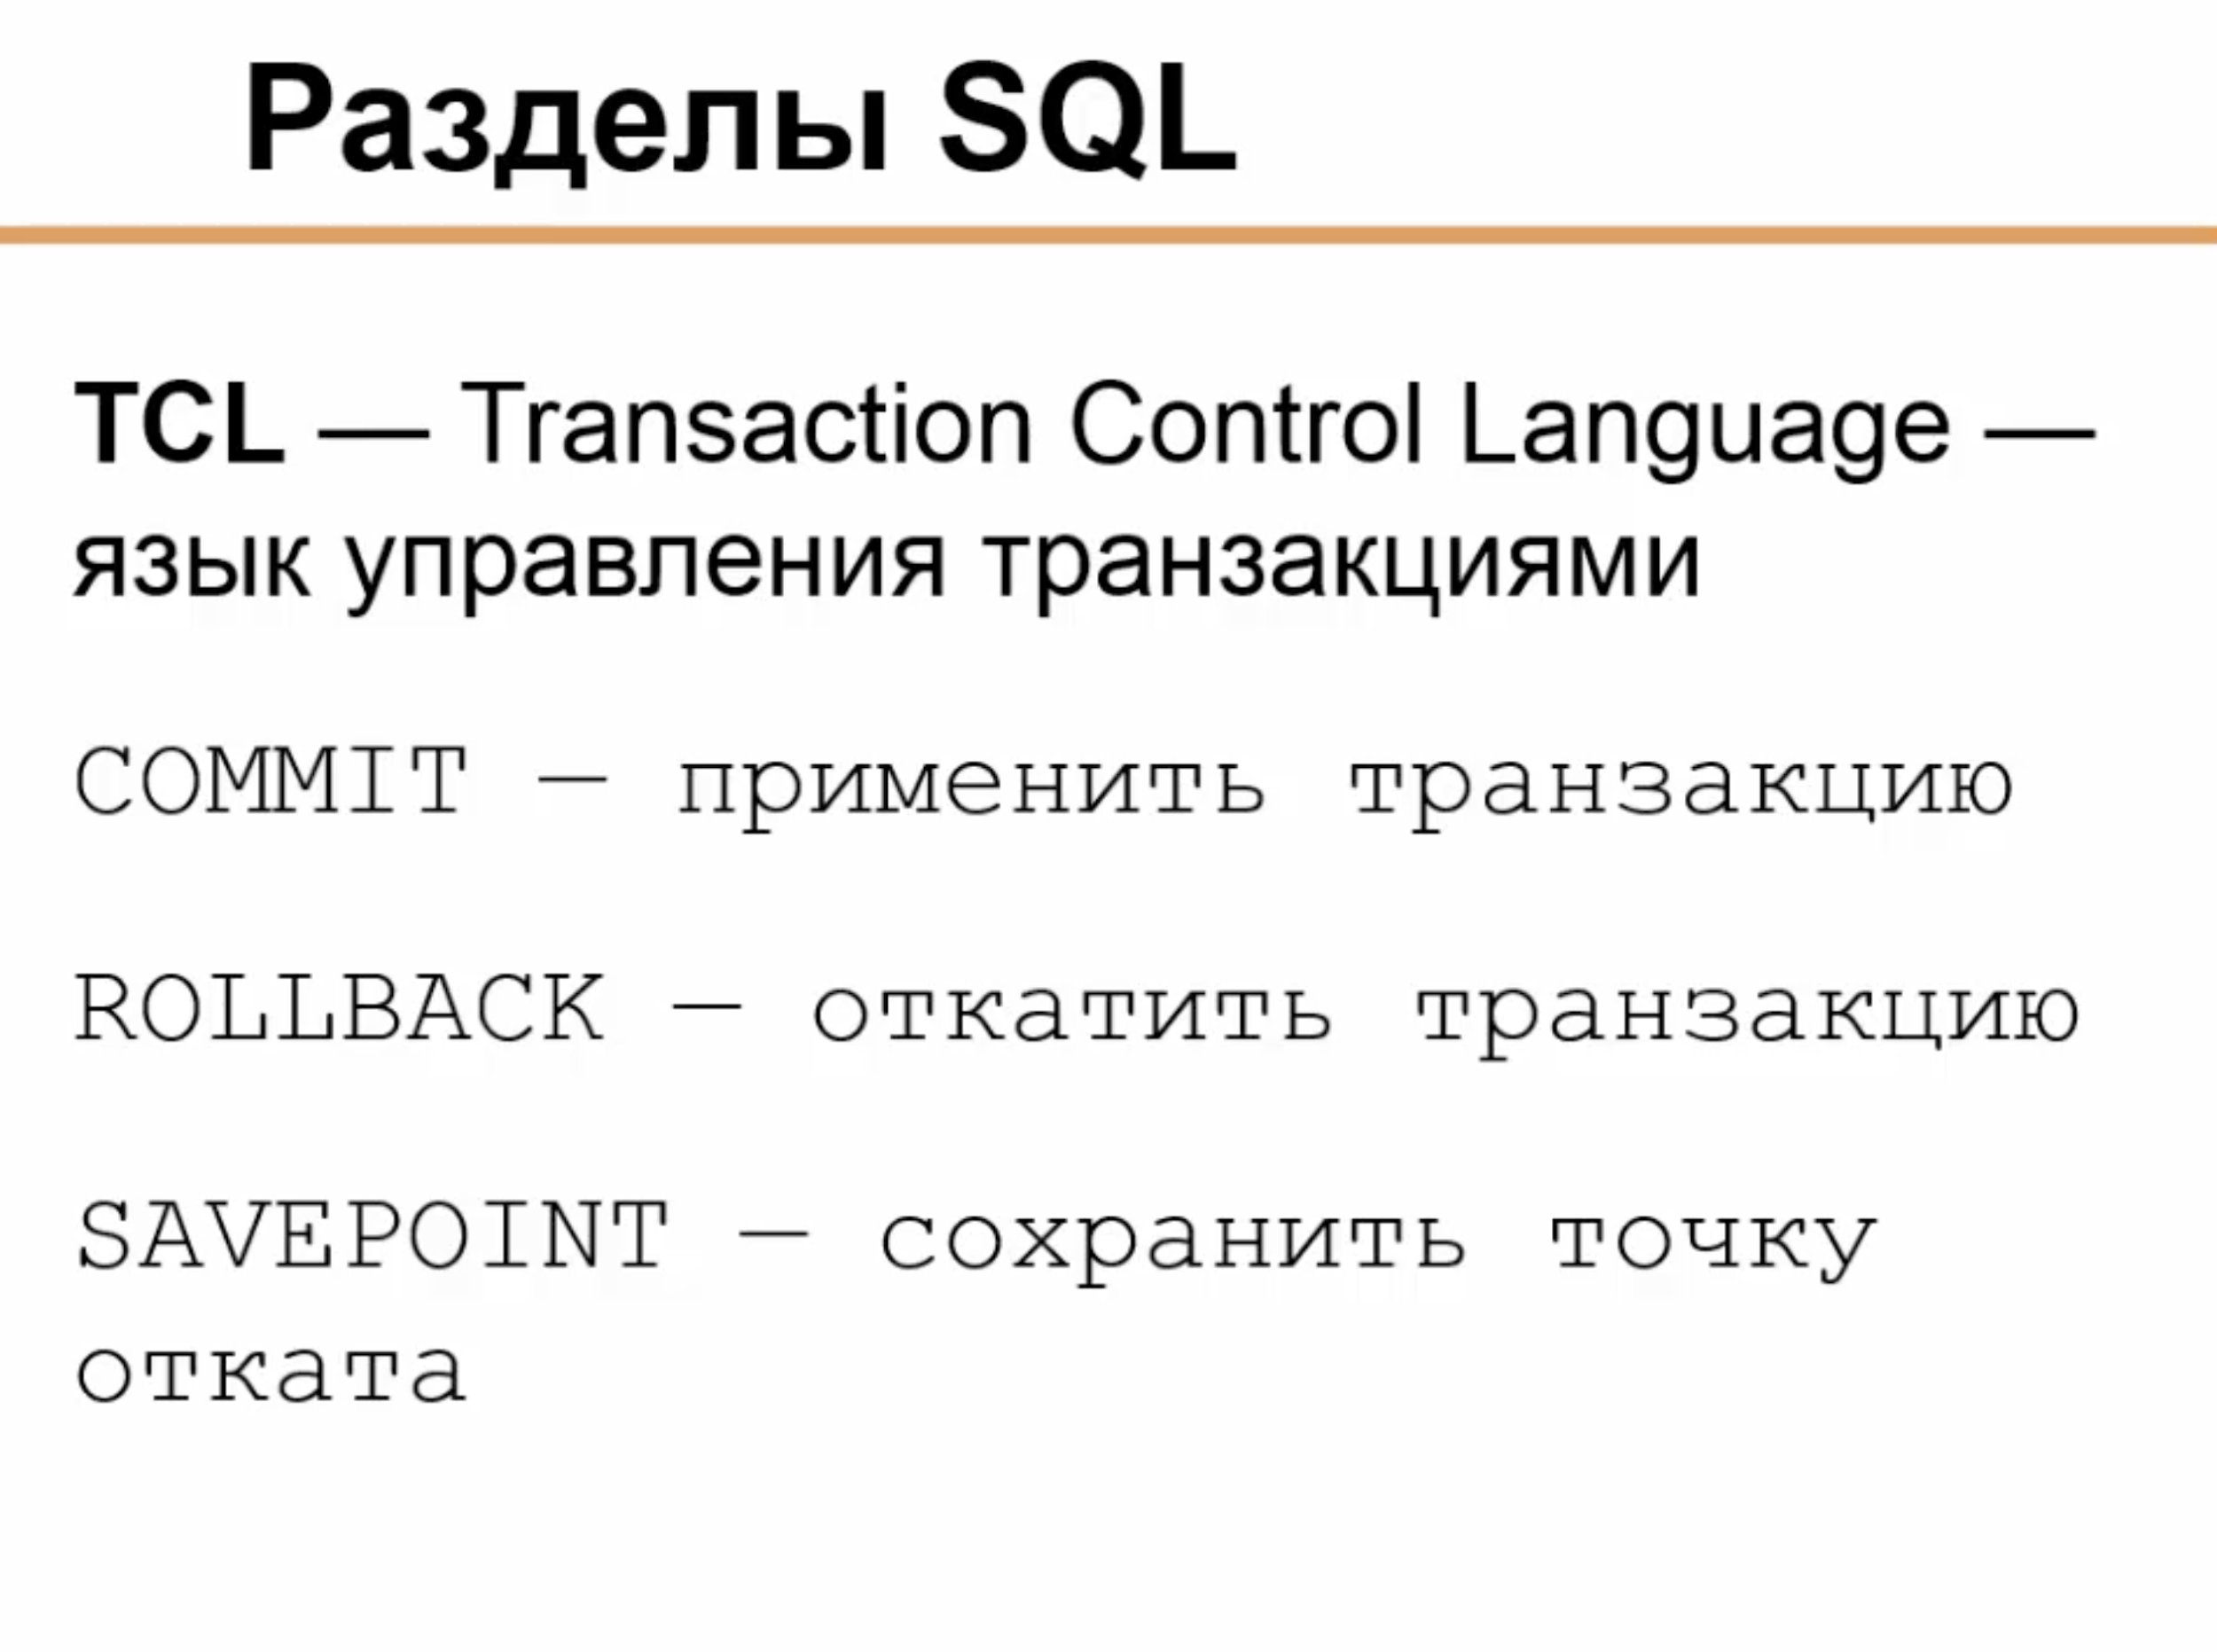 Разделы SQL
TCL — Transaction Control Language —
язык управления транзакциями
COMMIT — применить транзакцию
ROLLBACK — откатить транзакцию
SAVEPOINT — сохранить точку
отката